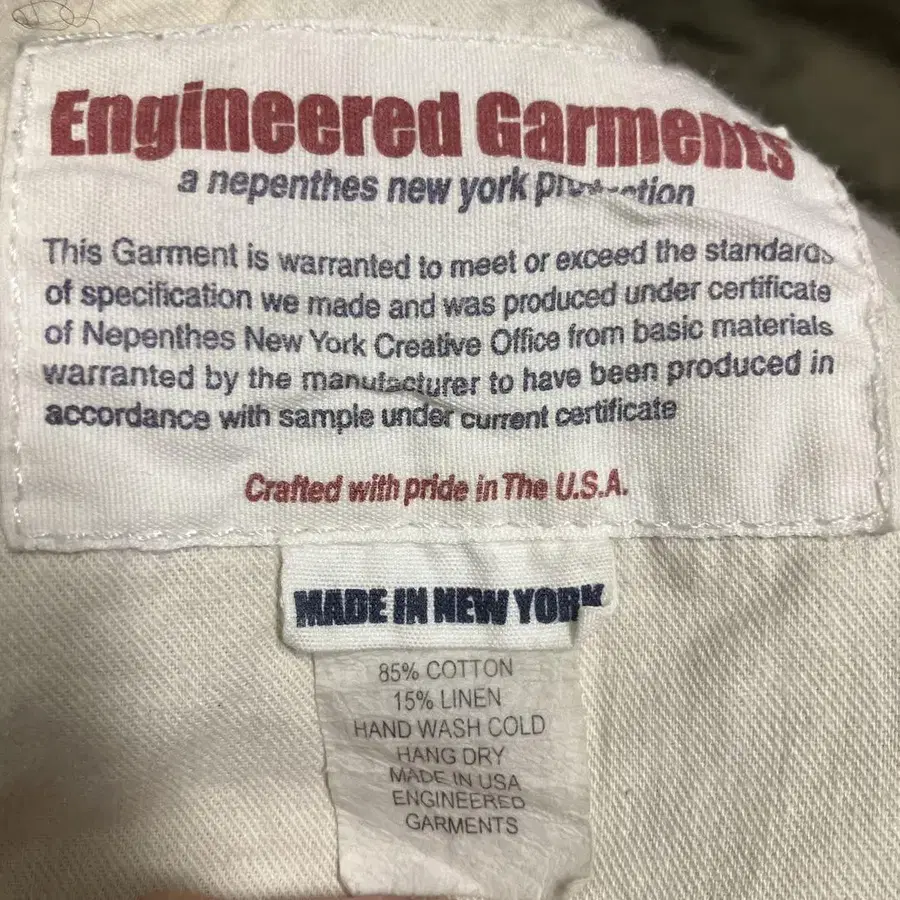 Engineered Garments
a nepenthes new york production
This Garment is warranted to meet or exceed the standards
of specification we made and was produced under certificate
of Nepenthes New York Creative Office from basic materials
warranted by the manufacturer to have been produced in
accordance with sample under current certificate
Crafted with pride in The U.S.A.
MADE IN NEW YORK
85% COTTON
15% LINEN
HAND WASH COLD
HANG DRY
MADE IN USA
ENGINEERED
GARMENTS